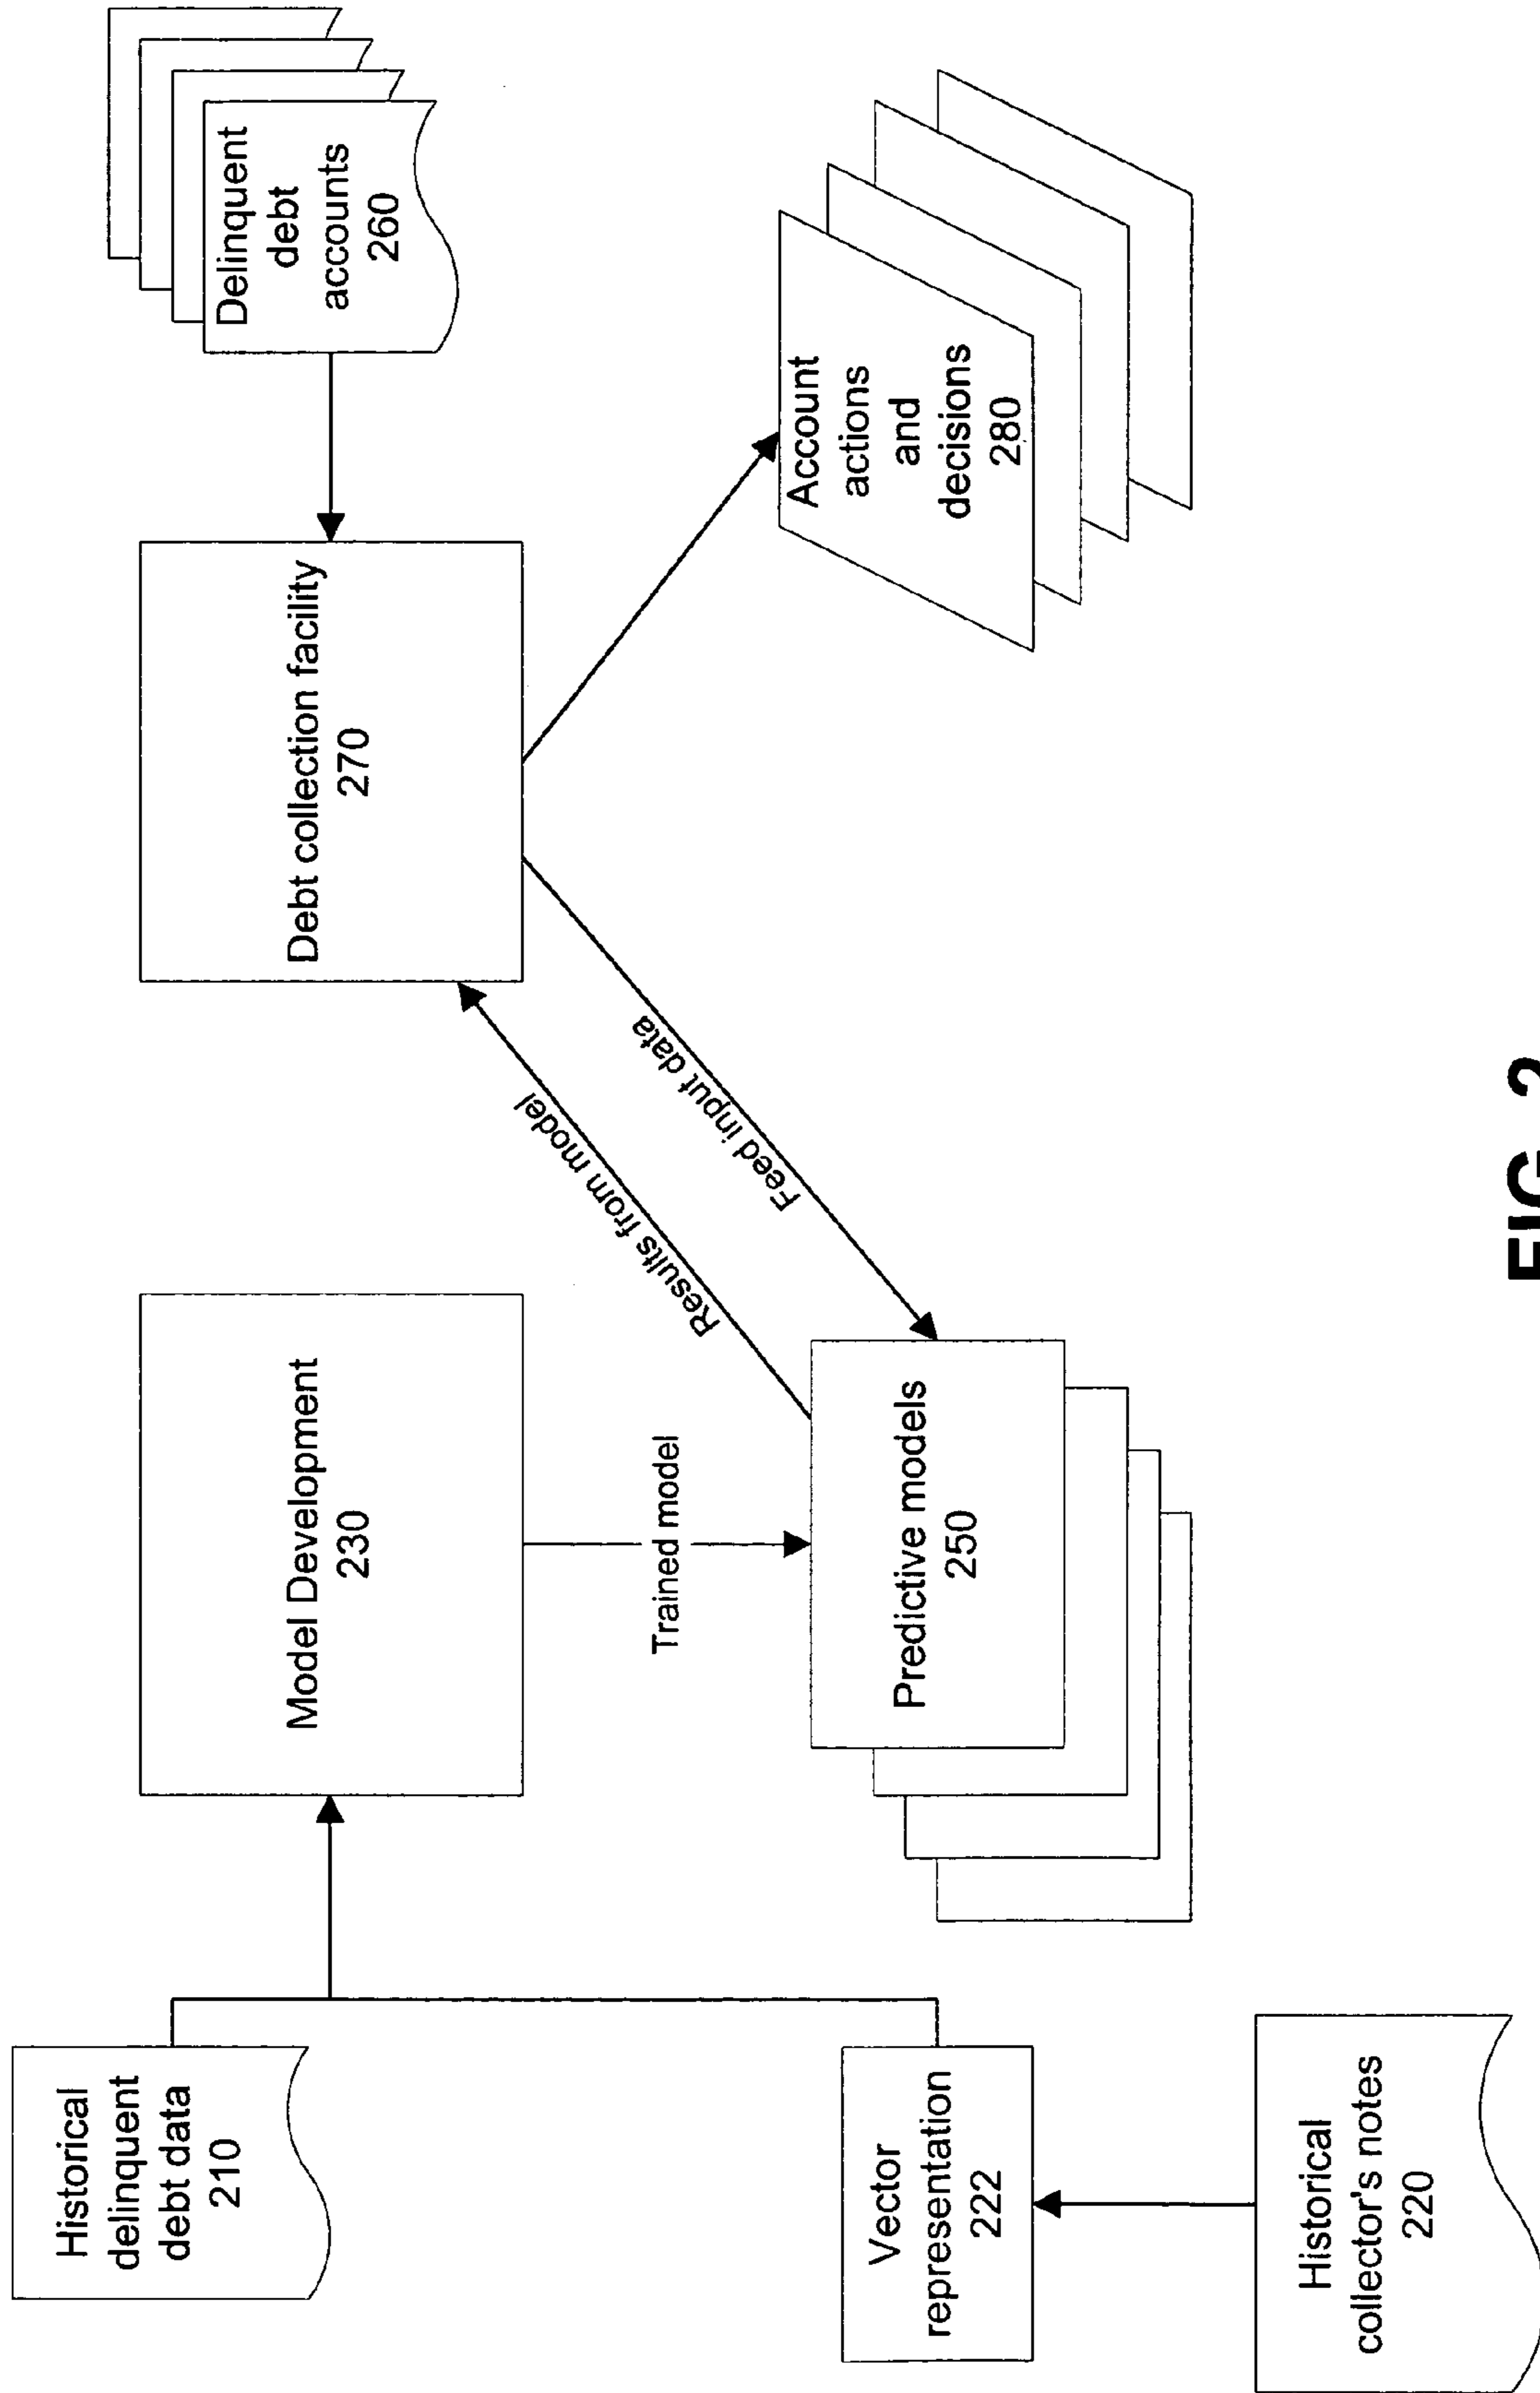 Historical
delinquent
debt data
210
Model Development
230
Debt collection facility
270
Delinquent
debt
accounts
260
Results from model
Feed input data
Trained model
Vector
representation
222
Predictive models
250
Account
actions
and
decisions
280
Historical
collector's notes
220
FIG. 2